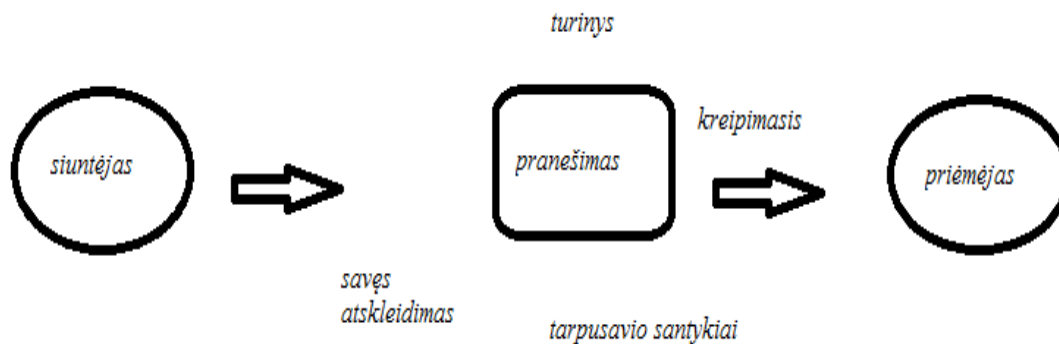 turinys
kreipimasis
siuntėjas
pranešimas
priėmėjas
savęs
atskleidimas
tarpusavio santykiai